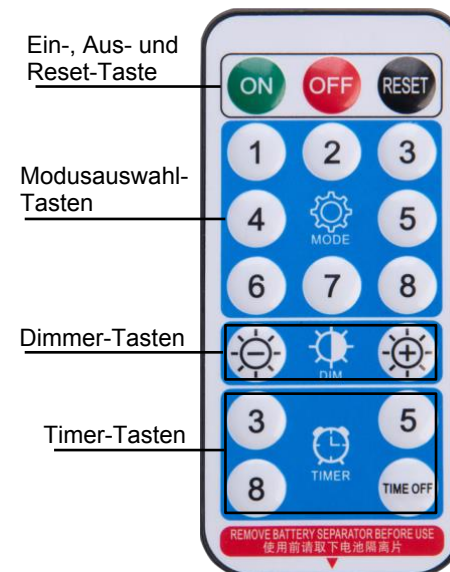 Ein-, Aus- und
Reset-Taste
ON OFF RESET
Modusauswahl-
Tasten
1 2 3
4 5
MODE
6 7 8
Dimmer-Tasten
DIM
Timer-Tasten
3 5
TIMER
8 TIME OFF
REMOVE BATTERY SEPARATOR BEFORE USE
使用前请取下电池隔离片